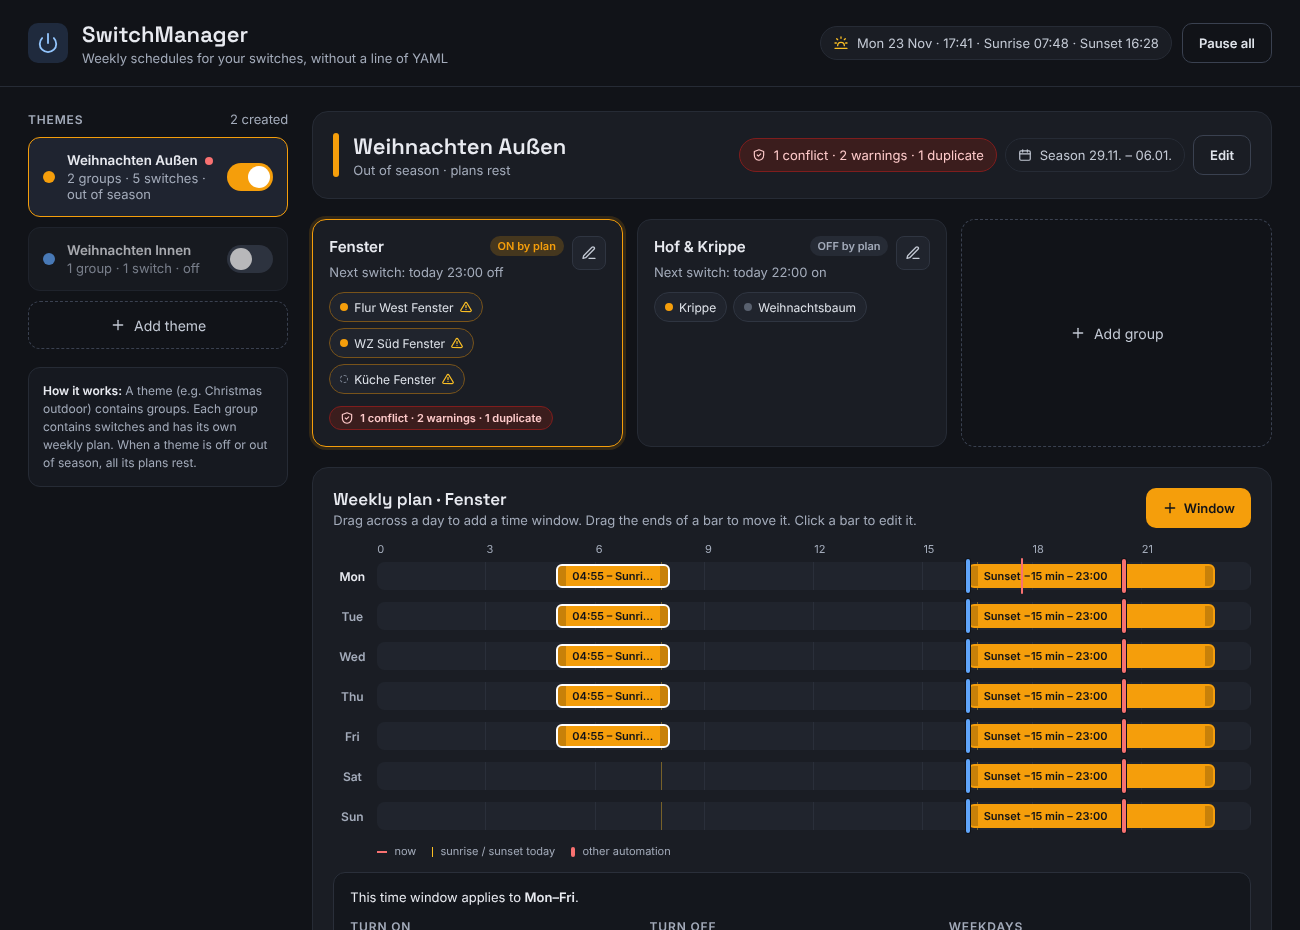 SwitchManager
Weekly schedules for your switches, without a line of YAML
Mon 23 Nov · 17:41 · Sunrise 07:48 · Sunset 16:28
Pause all
THEMES
2 created
Weihnachten Außen
2 groups · 5 switches ·
out of season
Weihnachten Innen
1 group · 1 switch · off
Add theme
How it works: A theme (e.g. Christmas
outdoor) contains groups. Each group
contains switches and has its own
weekly plan. When a theme is off or out
of season, all its plans rest.
Weihnachten Außen
Out of season · plans rest
1 conflict · 2 warnings · 1 duplicate
Season 29.11. – 06.01.
Edit
Fenster
ON by plan
Next switch: today 23:00 off
Flur West Fenster
WZ Süd Fenster
Küche Fenster
1 conflict · 2 warnings · 1 duplicate
Hof & Krippe
OFF by plan
Next switch: today 22:00 on
Krippe
Weihnachtsbaum
Add group
Weekly plan · Fenster
Drag across a day to add a time window. Drag the ends of a bar to move it. Click a bar to edit it.
Window
0 3 6 9 12 15 18 21
Mon 04:55 – Sunri... Sunset −15 min – 23:00
Tue 04:55 – Sunri... Sunset −15 min – 23:00
Wed 04:55 – Sunri... Sunset −15 min – 23:00
Thu 04:55 – Sunri... Sunset −15 min – 23:00
Fri 04:55 – Sunri... Sunset −15 min – 23:00
Sat Sunset −15 min – 23:00
Sun Sunset −15 min – 23:00
now sunrise / sunset today other automation
This time window applies to Mon–Fri.
TURN ON TURN OFF WEEKDAYS